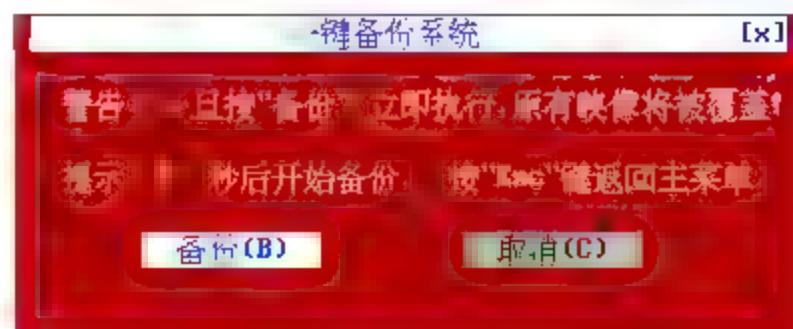 一键备份系统 [x]
警告 一旦按"备份" 立即执行,原有映像将被覆盖!
提示 秒后开始备份, 按"Esc"键返回主菜单
备份(B) 取消(C)